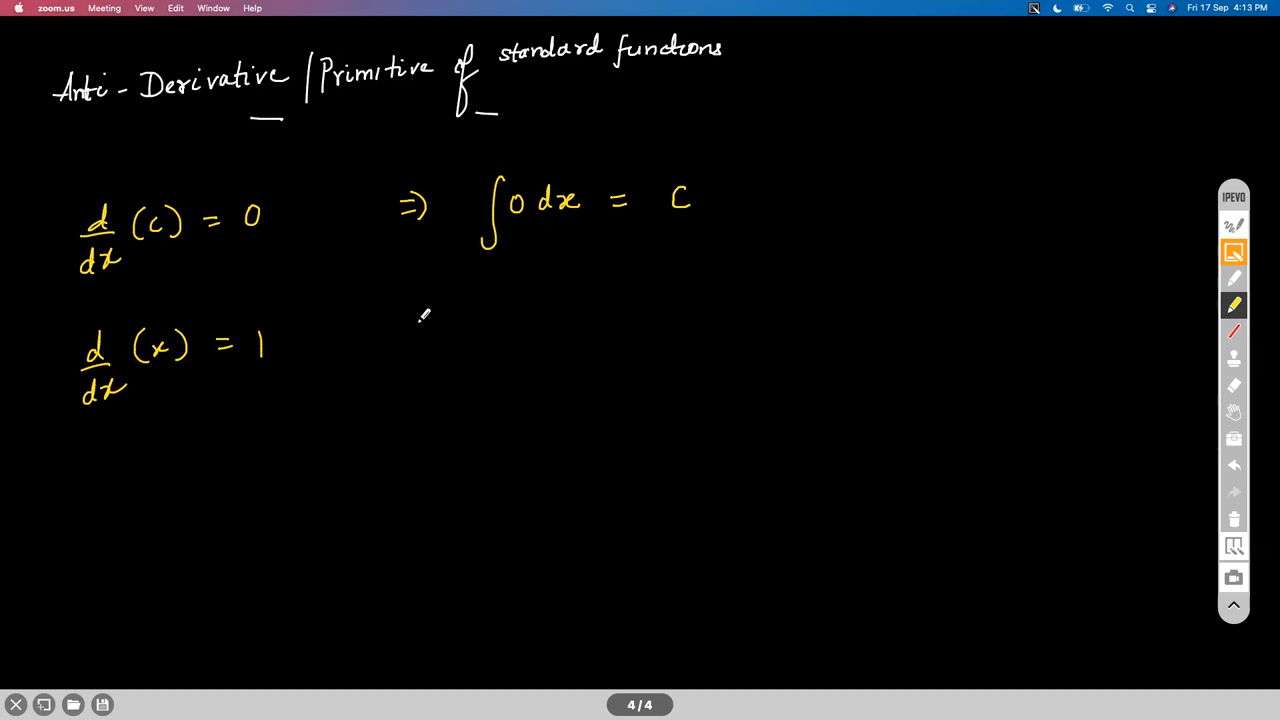 zoom.us Meeting View Edit Window Help Fri 17 Sep 4:13 PM
Anti - Derivative / Primitive of standard functions
d/dx (c) = 0 ⇒ ∫ 0 dx = C
d/dx (x) = 1
IPEVO
4 / 4